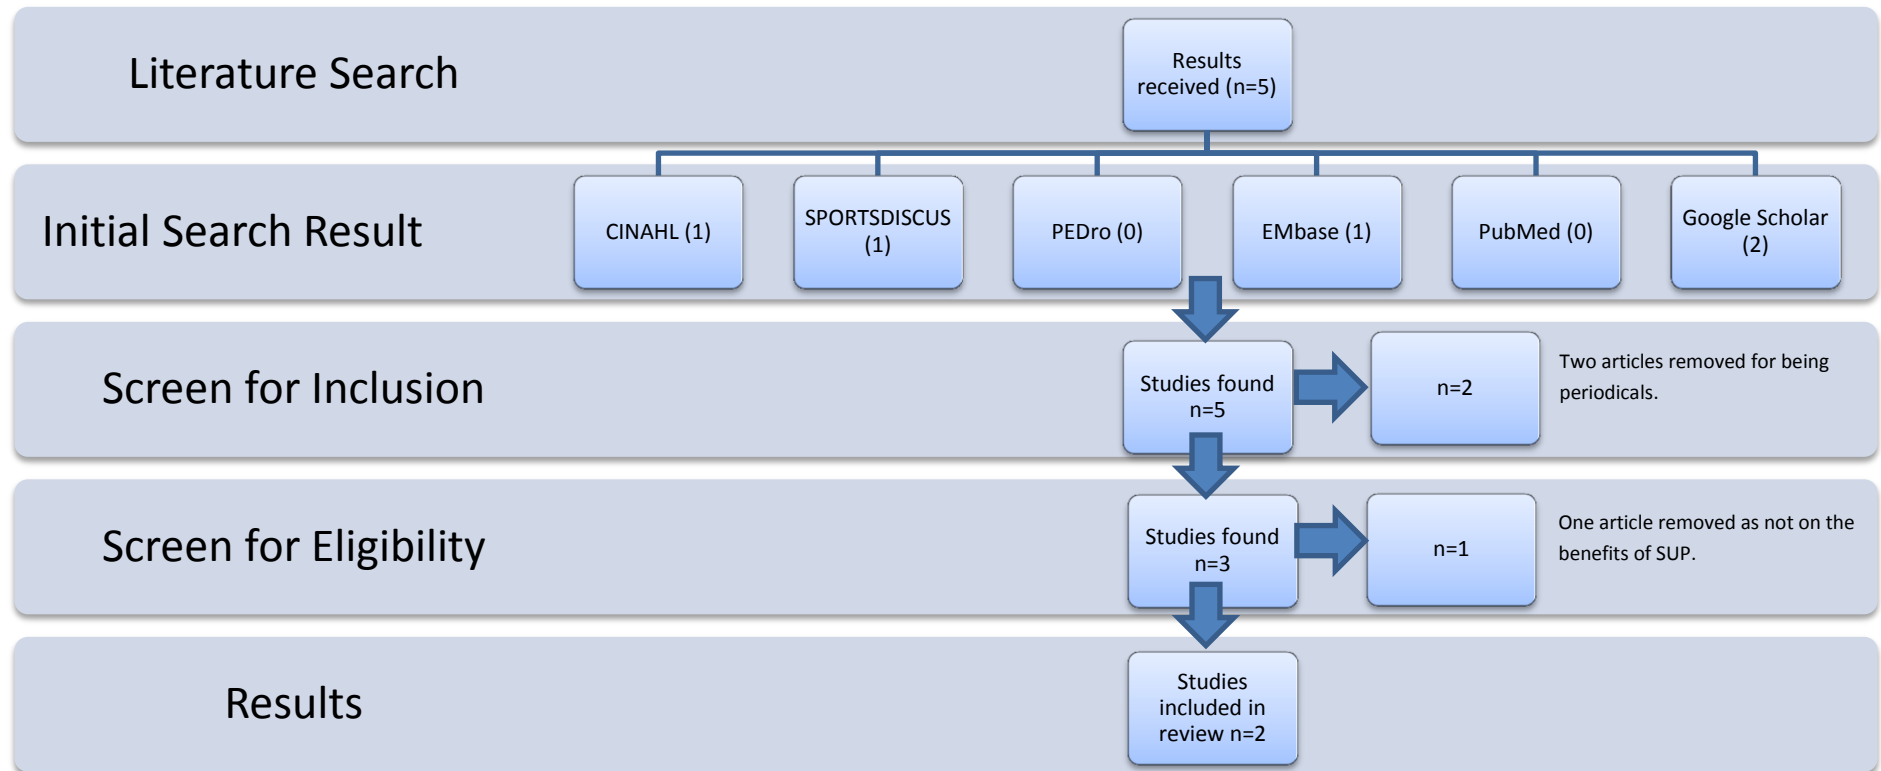 Literature Search
Results
received (n=5)
Initial Search Result
CINAHL (1)
SPORTSDISCUS
(1)
PEDro (0)
EMbase (1)
PubMed (0)
Google Scholar
(2)
Screen for Inclusion
Studies found
n=5
n=2
Two articles removed for being
periodicals.
Screen for Eligibility
Studies found
n=3
n=1
One article removed as not on the
benefits of SUP.
Results
Studies
included in
review n=2